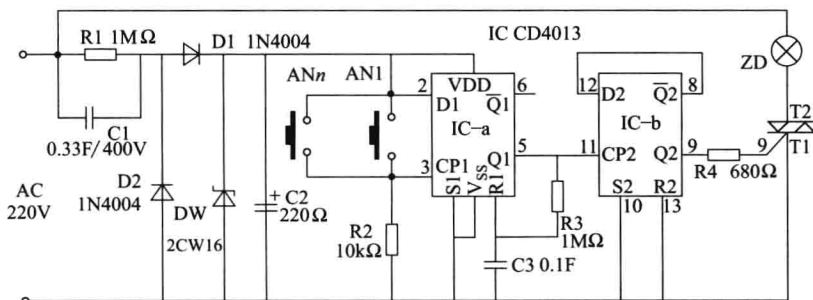 IC CD4013
R1 1MΩ
D1 1N4004
ZD
ANn
AN1
2
VDD
Q̅1
6
D1
12
D2
Q̅2
8
IC-a
IC-b
T2
T1
C1
0.33F/400V
3
CP1
Q1
5
11
CP2
Q2
9
9
R4
680Ω
S1
VSS
R1
S2
R2
10
13
AC
220V
D2
1N4004
DW
2CW16
+
C2
220Ω
R2
10kΩ
R3
1MΩ
C3 0.1F